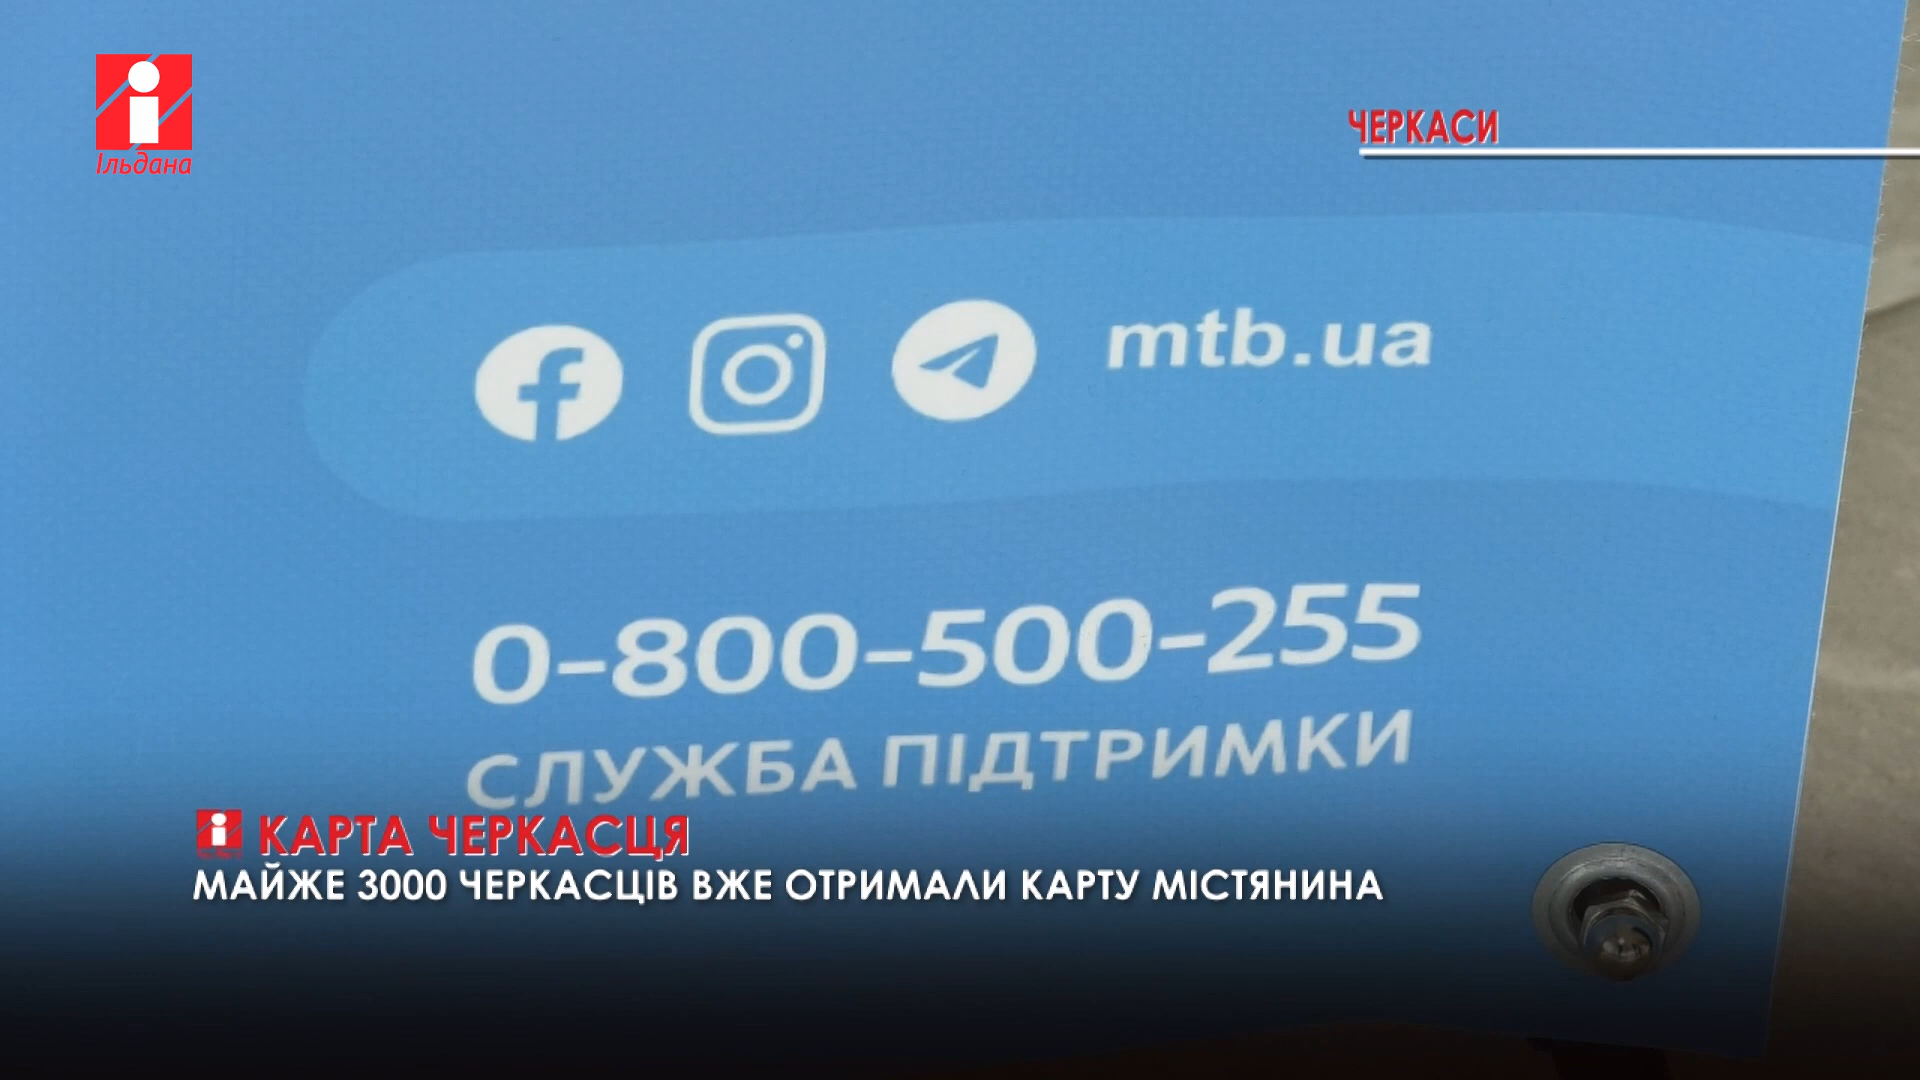 Ільдана
ЧЕРКАСИ
mtb.ua
0-800-500-255
СЛУЖБА ПІДТРИМКИ
КАРТА ЧЕРКАСЦЯ
МАЙЖЕ 3000 ЧЕРКАСЦІВ ВЖЕ ОТРИМАЛИ КАРТУ МІСТЯНИНА